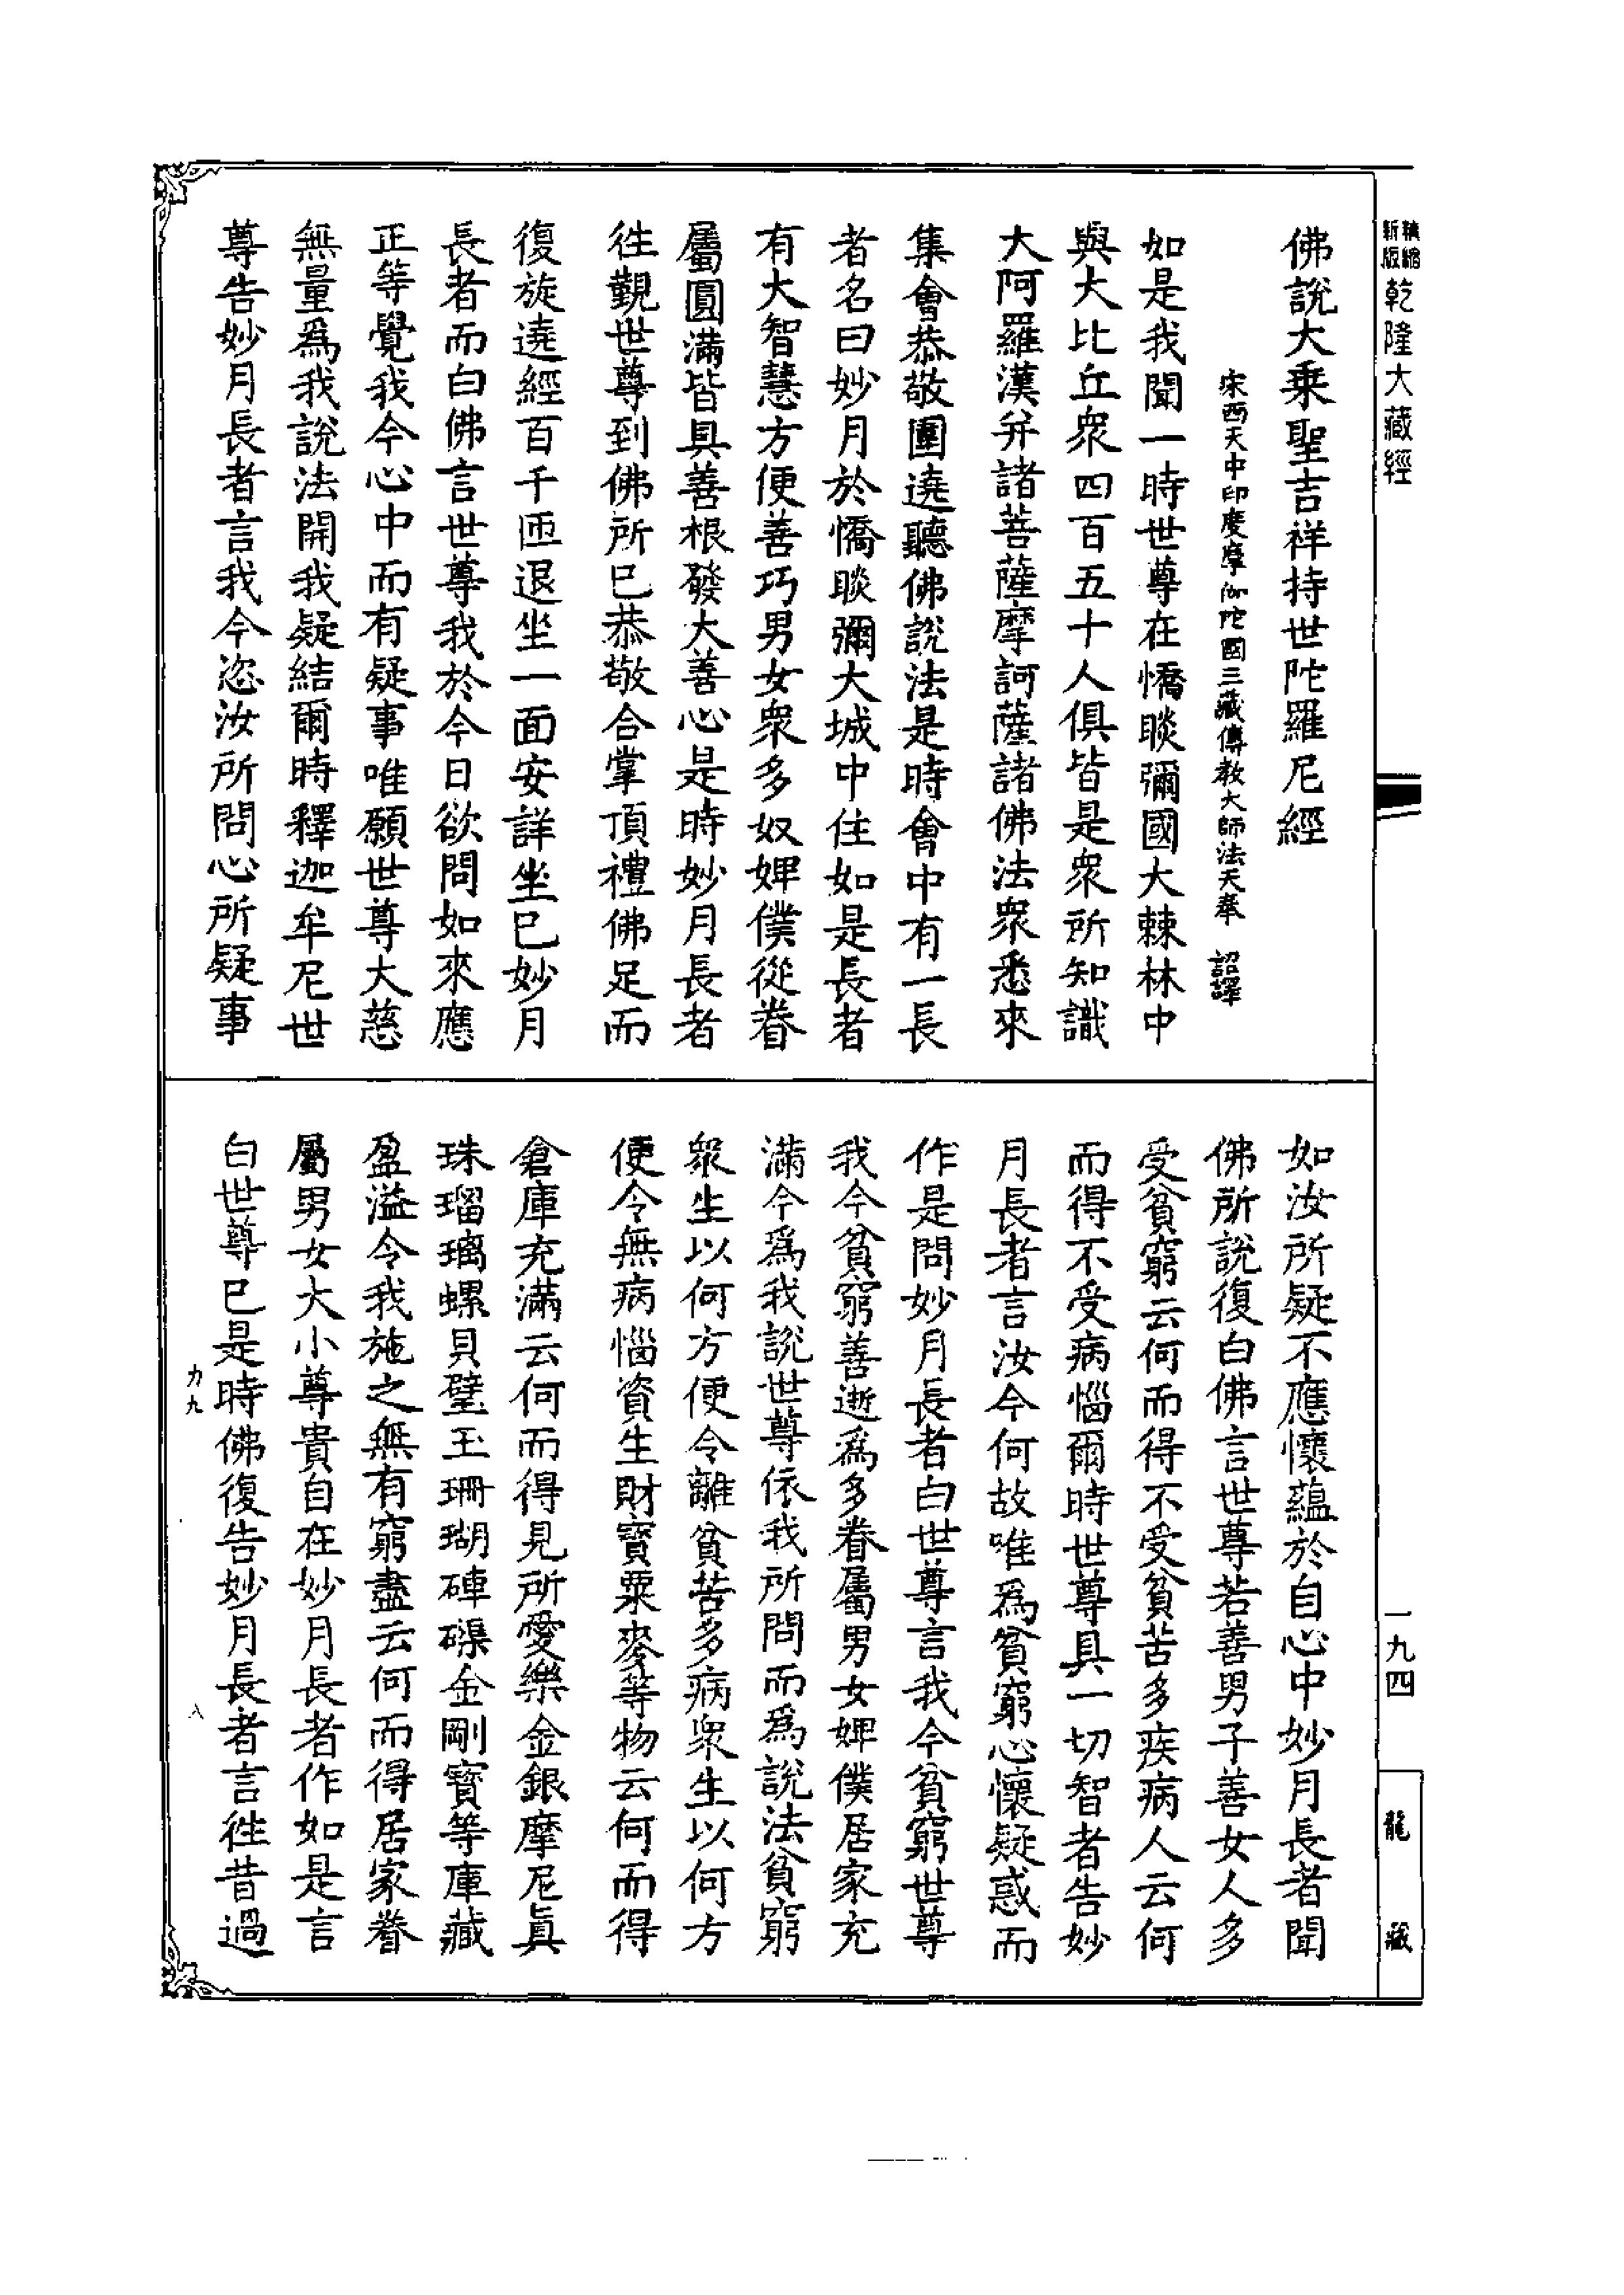 精縮新版乾隆大藏經
一九四
龍藏
佛說大乘聖吉祥持世陀羅尼經
宋西天中印度摩伽陀國三藏傳教大師法天奉 詔譯
如是我聞一時世尊在憍睒彌國大棘林中
與大比丘衆四百五十人俱皆是衆所知識
大阿羅漢并諸菩薩摩訶薩諸佛法衆悉來
集會恭敬圍遶聽佛說法是時會中有一長
者名曰妙月於憍睒彌大城中住如是長者
有大智慧方便善巧男女衆多奴婢僕從眷
屬圓滿皆具善根發大善心是時妙月長者
徃觀世尊到佛所已恭敬合掌頂禮佛足而
復旋遶經百千匝退坐一面安詳坐已妙月
長者而白佛言世尊我於今日欲問如來應
正等覺我今心中而有疑事唯願世尊大慈
無量爲我說法開我疑結爾時釋迦牟尼世
尊告妙月長者言我今恣汝所問心所疑事
如汝所疑不應懷藴於自心中妙月長者聞
佛所說復白佛言世尊若善男子善女人多
受貧窮云何而得不受貧苦多疾病人云何
而得不受病惱爾時世尊具一切智者告妙
月長者言汝今何故唯爲貧窮心懷疑惑而
作是問妙月長者白世尊言我今貧窮世尊
我今貧窮善逝爲多眷屬男女婢僕居家充
滿今爲我說世尊依我所問而爲說法貧窮
衆生以何方便令離貧苦多病衆生以何方
便令無病惱資生財寶粟麥等物云何而得
倉庫充滿云何而得見所愛樂金銀摩尼眞
珠瑠璃螺貝璧玉珊瑚硨磲金剛寶等庫藏
盈溢令我施之無有窮盡云何而得居家眷
屬男女大小尊貴自在妙月長者作如是言
白世尊已是時佛復告妙月長者言徃昔過
力九
入